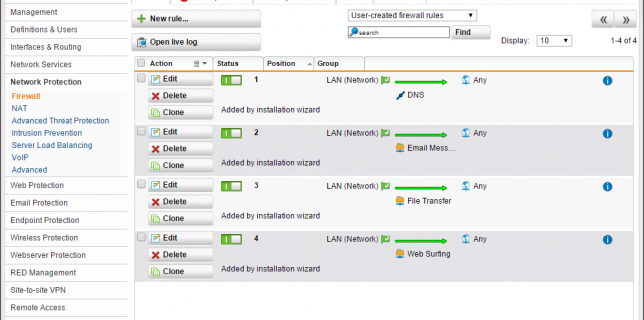 Management
Definitions & Users
Interfaces & Routing
Network Services
Network Protection
Firewall
NAT
Advanced Threat Protection
Intrusion Prevention
Server Load Balancing
VoIP
Advanced
Web Protection
Email Protection
Endpoint Protection
Wireless Protection
Webserver Protection
RED Management
Site-to-site VPN
Remote Access
+ New rule...
User-created firewall rules
Open live log
search
Find
Display: 10
1-4 of 4
Action Status Position Group
Edit 1 LAN (Network) Any
Delete DNS
Clone Added by installation wizard
Edit 2 LAN (Network) Any
Delete Email Mess...
Clone Added by installation wizard
Edit 3 LAN (Network) Any
Delete File Transfer
Clone Added by installation wizard
Edit 4 LAN (Network) Any
Delete Web Surfing
Clone Added by installation wizard